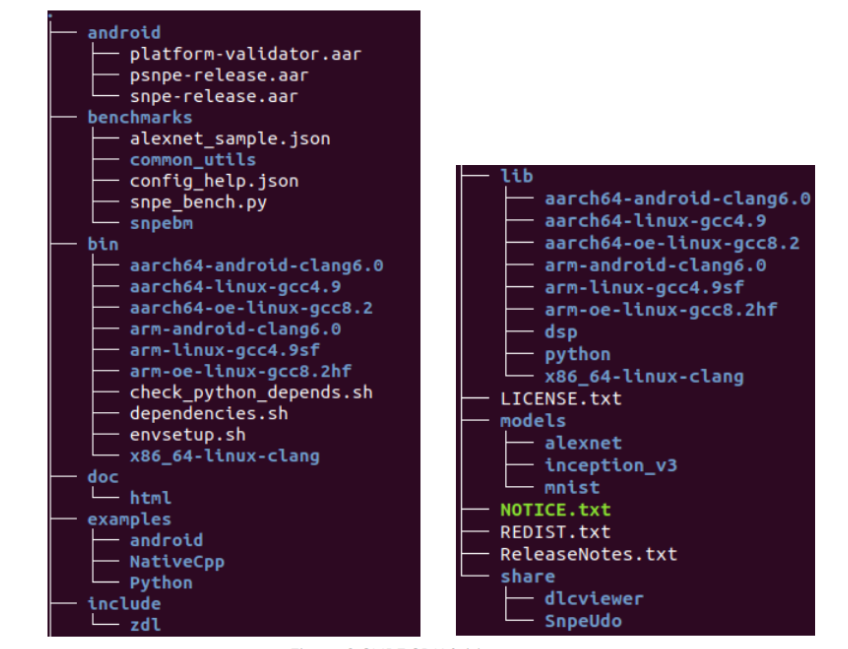 .
android
platform-validator.aar
psnpe-release.aar
snpe-release.aar
benchmarks
alexnet_sample.json
common_utils
config_help.json
snpe_bench.py
snpebm
bin
aarch64-android-clang6.0
aarch64-linux-gcc4.9
aarch64-oe-linux-gcc8.2
arm-android-clang6.0
arm-linux-gcc4.9sf
arm-oe-linux-gcc8.2hf
check_python_depends.sh
dependencies.sh
envsetup.sh
x86_64-linux-clang
doc
html
examples
android
NativeCpp
Python
include
zdl
lib
aarch64-android-clang6.0
aarch64-linux-gcc4.9
aarch64-oe-linux-gcc8.2
arm-android-clang6.0
arm-linux-gcc4.9sf
arm-oe-linux-gcc8.2hf
dsp
python
x86_64-linux-clang
LICENSE.txt
models
alexnet
inception_v3
mnist
NOTICE.txt
REDIST.txt
ReleaseNotes.txt
share
dlcviewer
SnpeUdo